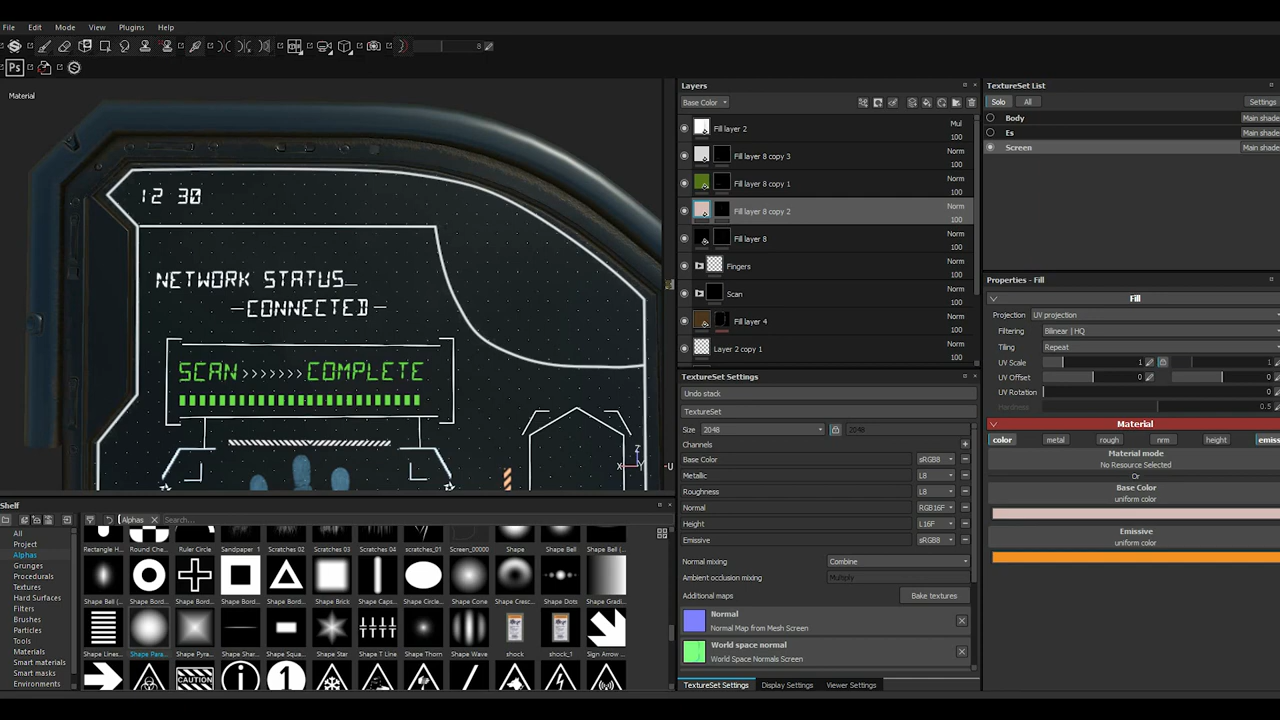 File Edit Mode View Plugins Help
8
Ps
Material
12 30
NETWORK STATUS_
-CONNECTED-
SCAN >>>>>>> COMPLETE
Z
X Y
U
Layers
Base Color
Fill layer 2 Mul 100
Fill layer 8 copy 3 Norm 100
Fill layer 8 copy 1 Norm 100
Fill layer 8 copy 2 Norm 100
Fill layer 8 Norm 100
Fingers Norm 100
Scan Norm 100
Fill layer 4 Norm 100
Layer 2 copy 1 Norm 100
TextureSet Settings
Undo stack
TextureSet
Size 2048 2048
Channels
Base Color sRGB8
Metallic L8
Roughness L8
Normal RGB16F
Height L16F
Emissive sRGB8
Normal mixing Combine
Ambient occlusion mixing Multiply
Additional maps Bake textures
Normal
Normal Map from Mesh Screen
World space normal
World Space Normals Screen
TextureSet Settings Display Settings Viewer Settings
TextureSet List
Solo All Settings
Body Main shade
Es Main shade
Screen Main shade
Properties - Fill
Fill
Projection UV projection
Filtering Bilinear | HQ
Tiling Repeat
UV Scale 1 1
UV Offset 0 0
UV Rotation 0
Hardness 0.5
Material
color metal rough nrm height emiss
Material mode
No Resource Selected
Or
Base Color
uniform color
Emissive
uniform color
Shelf
Alphas Search...
All
Project
Alphas
Grunges
Procedurals
Textures
Hard Surfaces
Filters
Brushes
Particles
Tools
Materials
Smart materials
Smart masks
Environments
Rectangle H... Round Che... Ruler Circle Sandpaper_1 Scratches 02 Scratches 03 Scratches 04 scratches_01 Screen_00000 Shape Shape Bell Shape Bell (...
Shape Bell (... Shape Bord... Shape Bord... Shape Bord... Shape Bord... Shape Brick Shape Caps... Shape Circle... Shape Cone Shape Cresc... Shape Dots Shape Gradi...
Shape Lines... Shape Para... Shape Pyra... Shape Shar... Shape Squa... Shape Star Shape T Line Shape Thorn Shape Wave shock shock_1 Sign Arrow ...
CAUTION
i
1